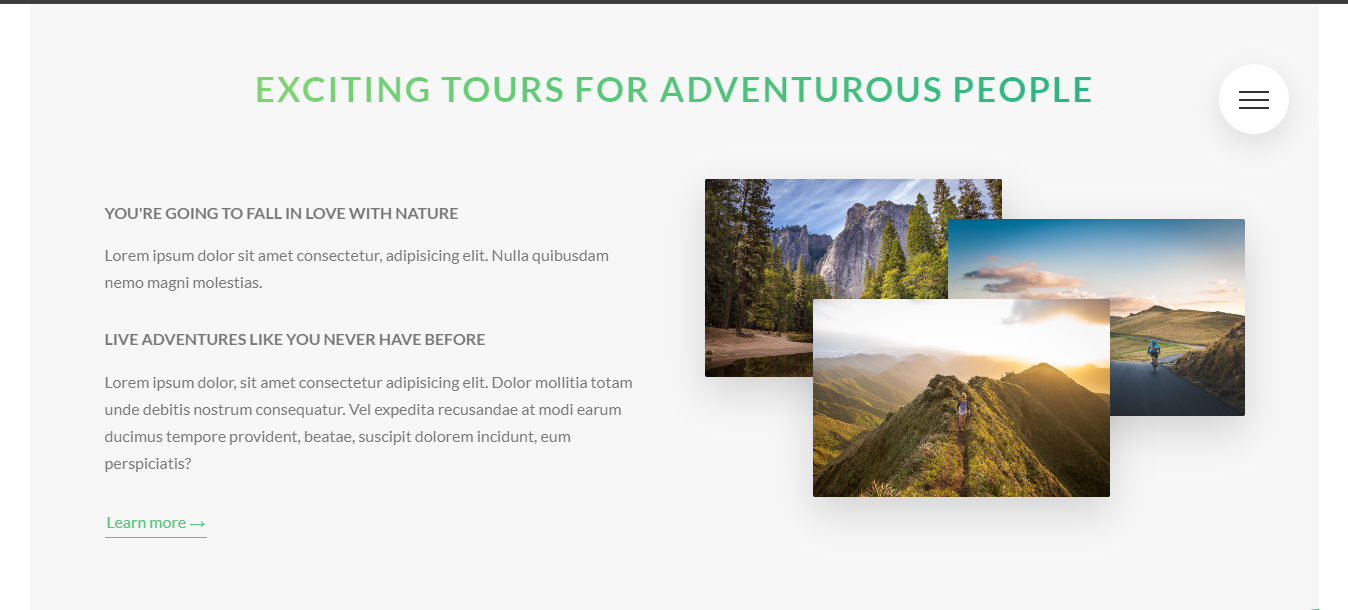 EXCITING TOURS FOR ADVENTUROUS PEOPLE
YOU'RE GOING TO FALL IN LOVE WITH NATURE
Lorem ipsum dolor sit amet consectetur, adipisicing elit. Nulla quibusdam
nemo magni molestias.
LIVE ADVENTURES LIKE YOU NEVER HAVE BEFORE
Lorem ipsum dolor, sit amet consectetur adipisicing elit. Dolor mollitia totam
unde debitis nostrum consequatur. Vel expedita recusandae at modi earum
ducimus tempore provident, beatae, suscipit dolorem incidunt, eum
perspiciatis?
Learn more →